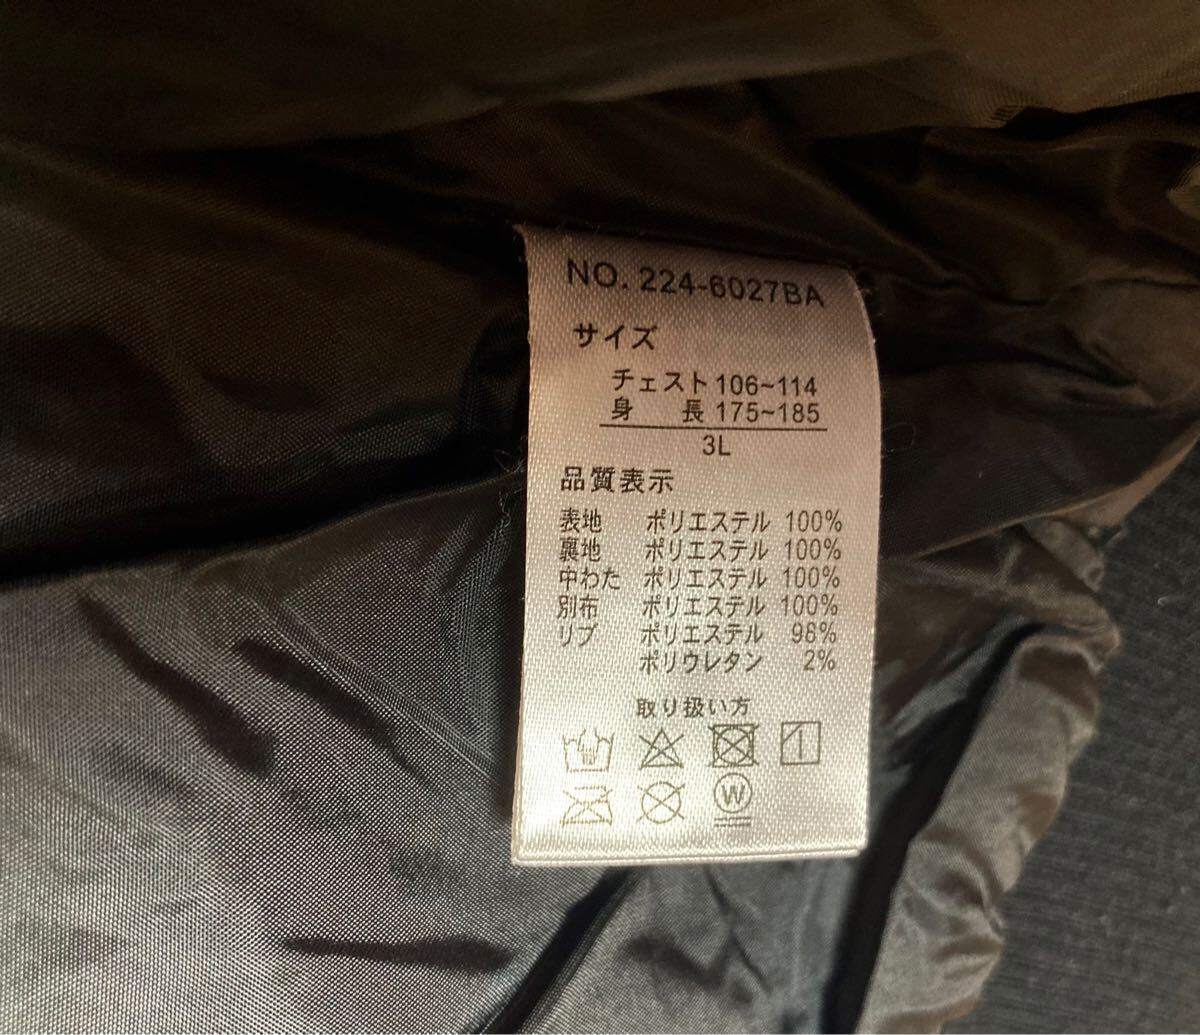 NO. 224-6027BA
サイズ
チェスト 106~114
身 長 175~185
3L
品質表示
表地 ポリエステル 100%
裏地 ポリエステル 100%
中わた ポリエステル 100%
別布 ポリエステル 100%
リブ ポリエステル 98%
ポリウレタン 2%
取り扱い方
W